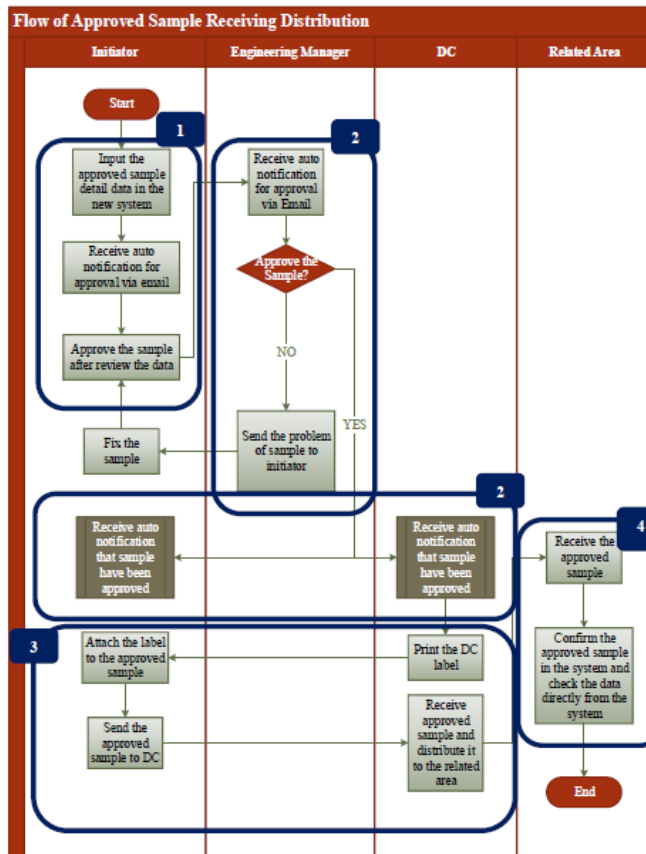 Flow of Approved Sample Receiving Distribution
Initiator
Engineering Manager
DC
Related Area
Start
1
Input the
approved sample
detail data in the
new system
Receive auto
notification for
approval via email
Approve the sample
after review the data
Fix the
sample
2
Receive auto
notification
for approval
via Email
Approve the
Sample?
NO
YES
Send the problem
of sample to
initiator
2
Receive auto
notification
that sample
have been
approved
Receive auto
notification
that sample
have been
approved
3
Attach the label
to the approved
sample
Print the DC
label
Send the
approved
sample to DC
Receive
approved
sample and
distribute it
to the related
area
4
Receive the
approved
sample
Confirm the
approved sample
in the system and
check the data
directly from the
system
End